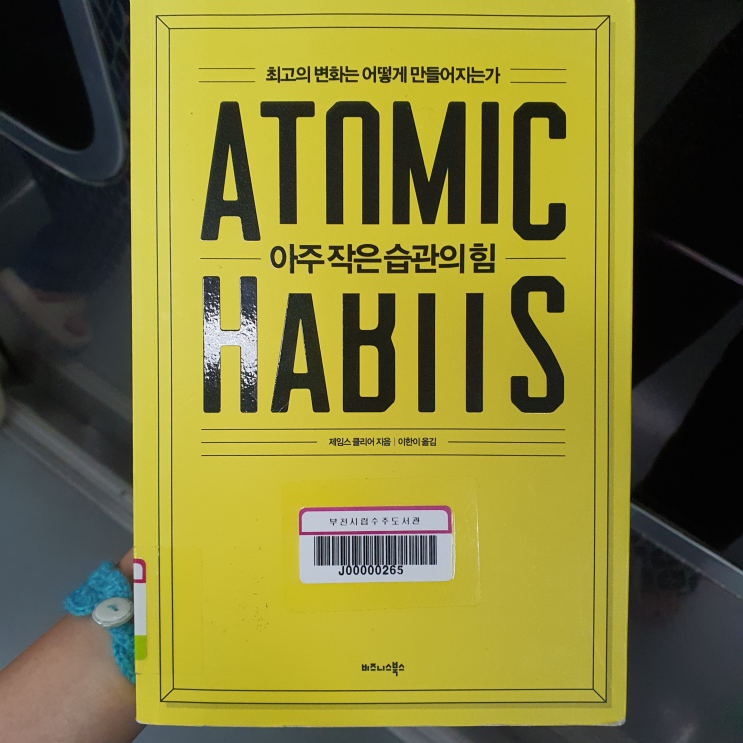 최고의 변화는 어떻게 만들어지는가
ATOMIC
아주 작은 습관의 힘
HABITS
제임스 클리어 지음 | 이한이 옮김
부천시립수주도서관
J00000265
비즈니스북스